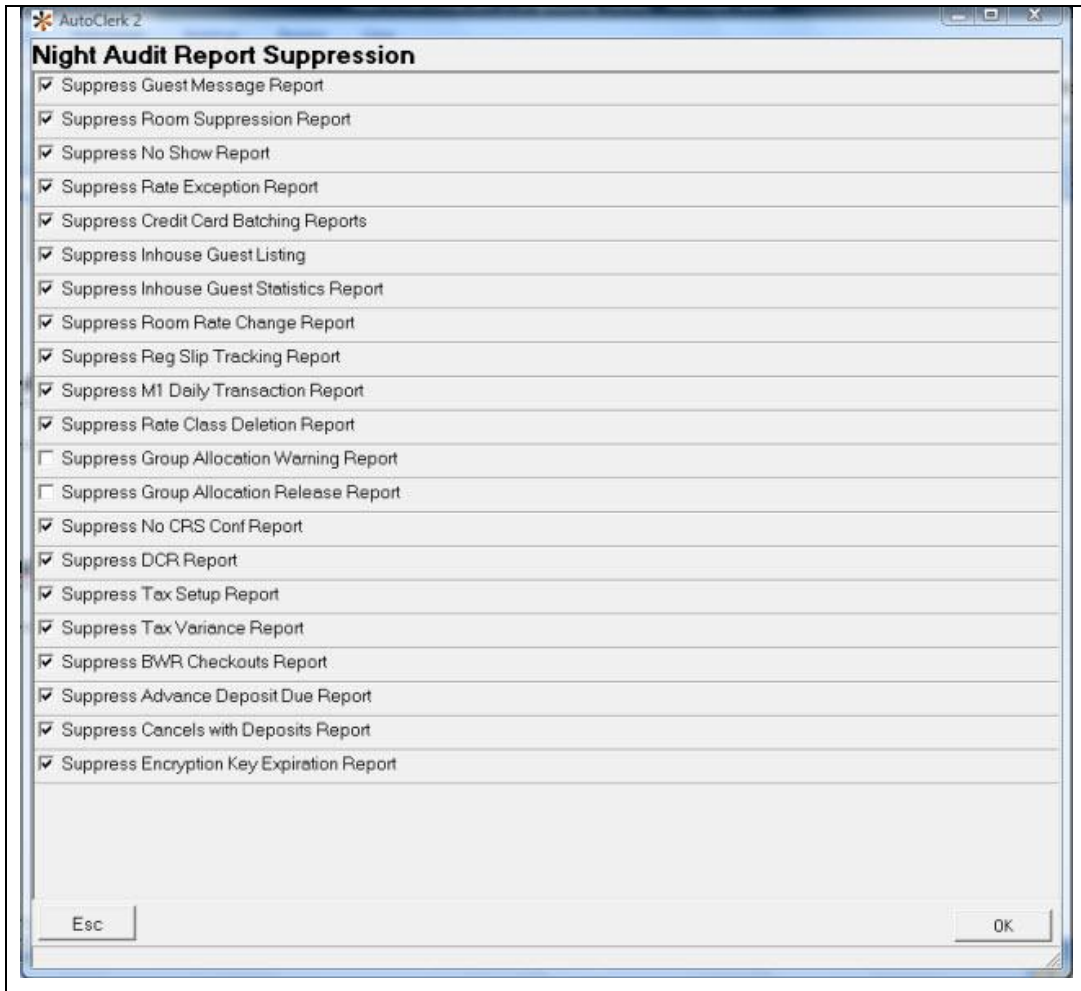 AutoClerk 2
Night Audit Report Suppression
Suppress Guest Message Report
Suppress Room Suppression Report
Suppress No Show Report
Suppress Rate Exception Report
Suppress Credit Card Batching Reports
Suppress Inhouse Guest Listing
Suppress Inhouse Guest Statistics Report
Suppress Room Rate Change Report
Suppress Reg Slip Tracking Report
Suppress M1 Daily Transaction Report
Suppress Rate Class Deletion Report
Suppress Group Allocation Warning Report
Suppress Group Allocation Release Report
Suppress No CRS Conf Report
Suppress DCR Report
Suppress Tax Setup Report
Suppress Tax Variance Report
Suppress BWR Checkouts Report
Suppress Advance Deposit Due Report
Suppress Cancels with Deposits Report
Suppress Encryption Key Expiration Report
Esc
OK